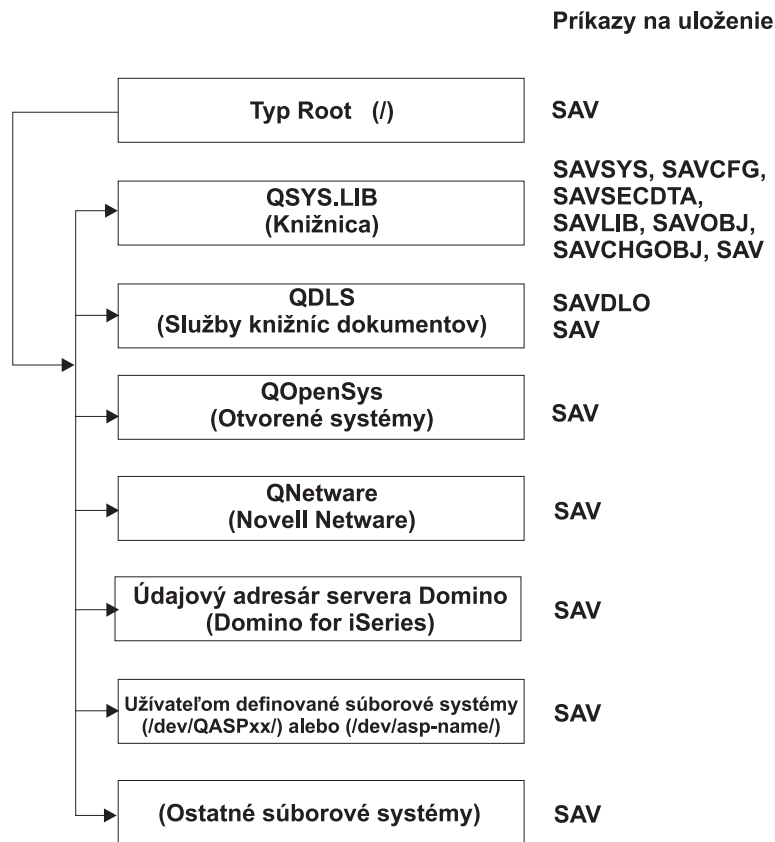 Príkazy na uloženie
Typ Root (/)
SAV
QSYS.LIB
(Knižnica)
SAVSYS, SAVCFG,
SAVSECDTA,
SAVLIB, SAVOBJ,
SAVCHGOBJ, SAV
QDLS
(Služby knižníc dokumentov)
SAVDLO
SAV
QOpenSys
(Otvorené systémy)
SAV
QNetware
(Novell Netware)
SAV
Údajový adresár servera Domino
(Domino for iSeries)
SAV
Užívateľom definované súborové systémy
(/dev/QASPxx/) alebo (/dev/asp-name/)
SAV
(Ostatné súborové systémy)
SAV